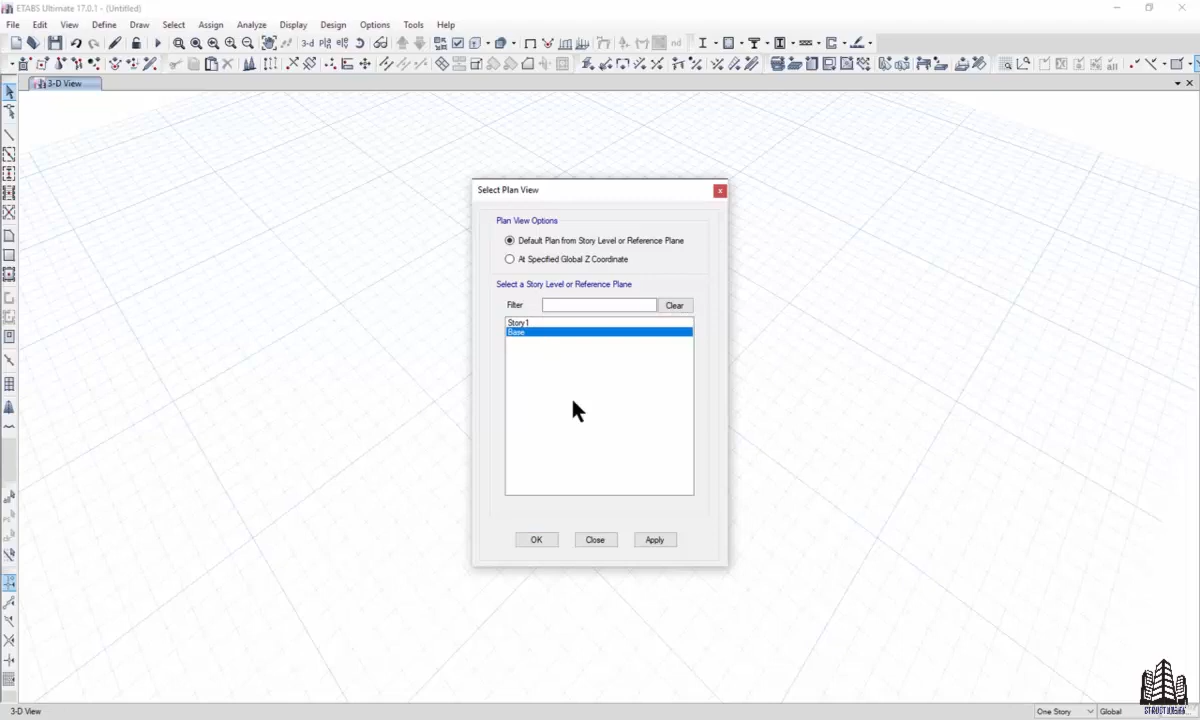 ETABS Ultimate 17.0.1 - (Untitled)
File Edit View Define Draw Select Assign Analyze Display Design Options Tools Help
3-d
nd
3-D View
Select Plan View
Plan View Options
Default Plan from Story Level or Reference Plane
At Specified Global Z Coordinate
Select a Story Level or Reference Plane
Filter
Clear
Story1
Base
OK Close Apply
3-D View
One Story Global